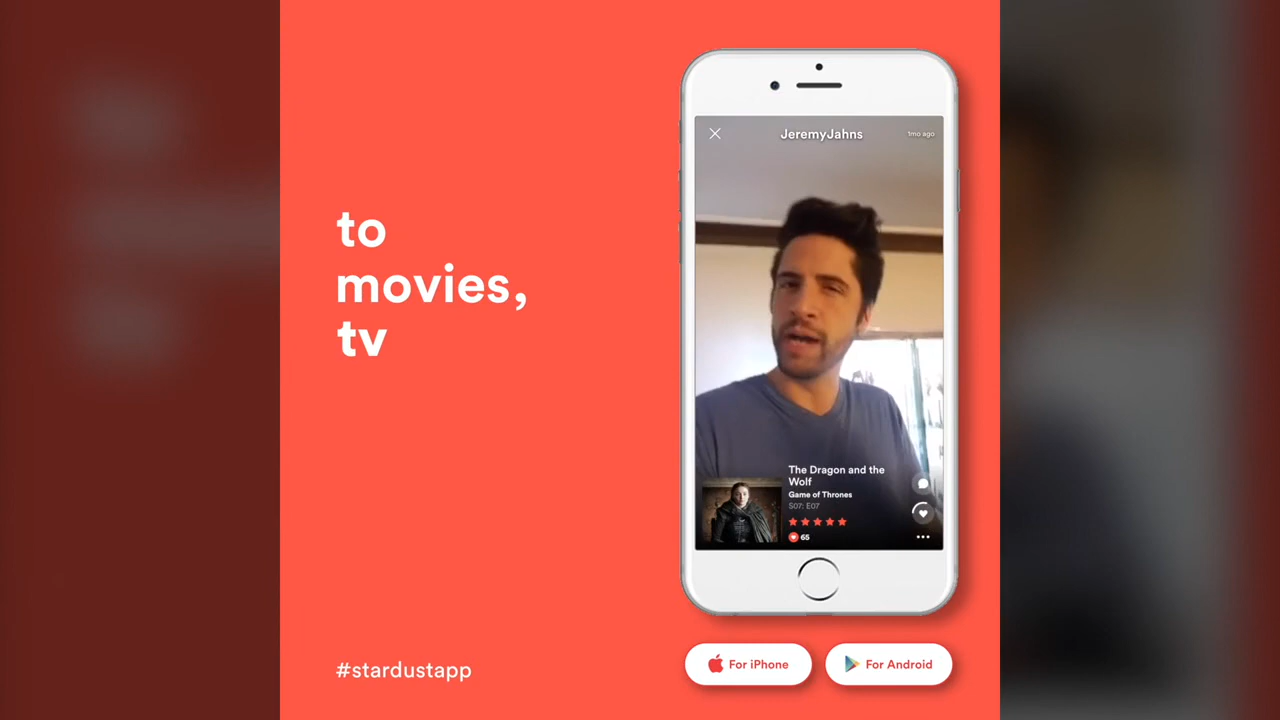 to
movies,
tv
#stardustapp
JeremyJahns
1mo ago
The Dragon and the
Wolf
Game of Thrones
S07: E07
65
For iPhone
For Android